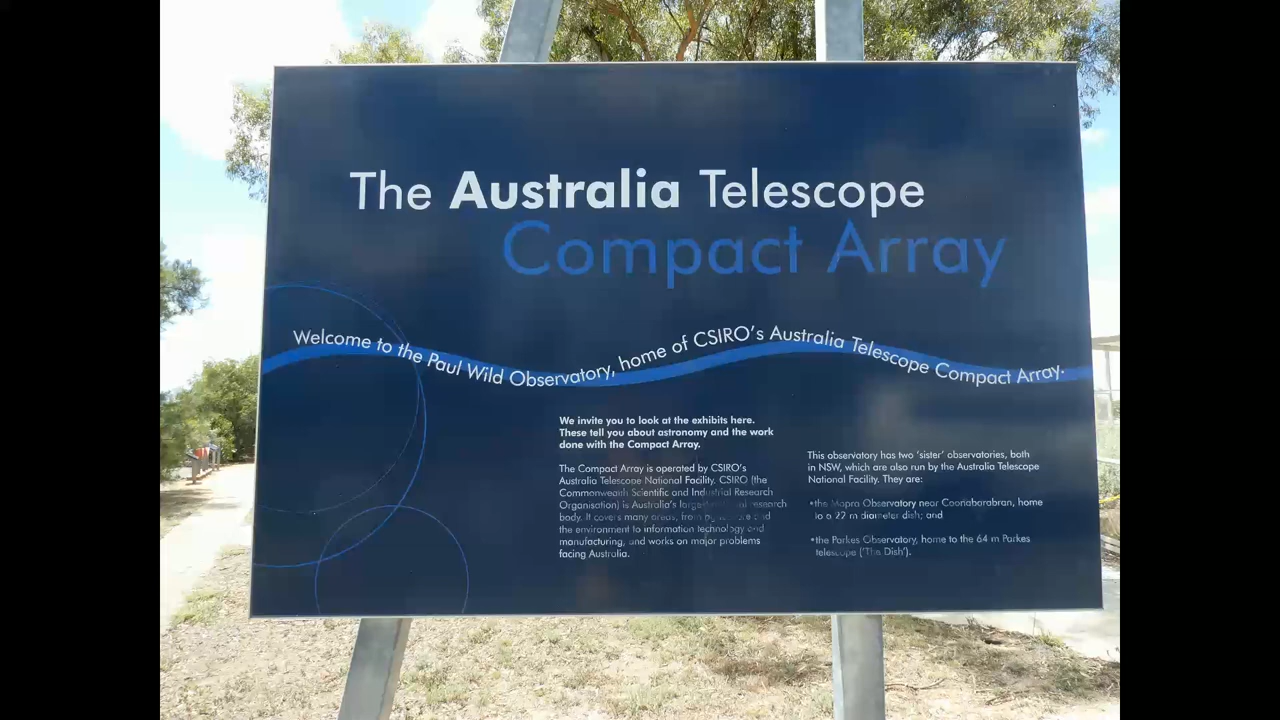 The Australia Telescope
Compact Array
Welcome to the Paul Wild Observatory, home of CSIRO's Australia Telescope Compact Array.
We invite you to look at the exhibits here.
These tell you about astronomy and the work
done with the Compact Array.
The Compact Array is operated by CSIRO's
Australia Telescope National Facility. CSIRO (the
Commonwealth Scientific and Industrial Research
Organisation) is Australia's largest research
body. It covers many areas, from agriculture and
the environment to information technology and
manufacturing, and works on major problems
facing Australia.
This observatory has two 'sister' observatories, both
in NSW, which are also run by the Australia Telescope
National Facility. They are:
•the Mopra Observatory near Coonabarabran, home
to a 22 m diameter dish; and
•the Parkes Observatory, home to the 64 m Parkes
telescope ('The Dish').